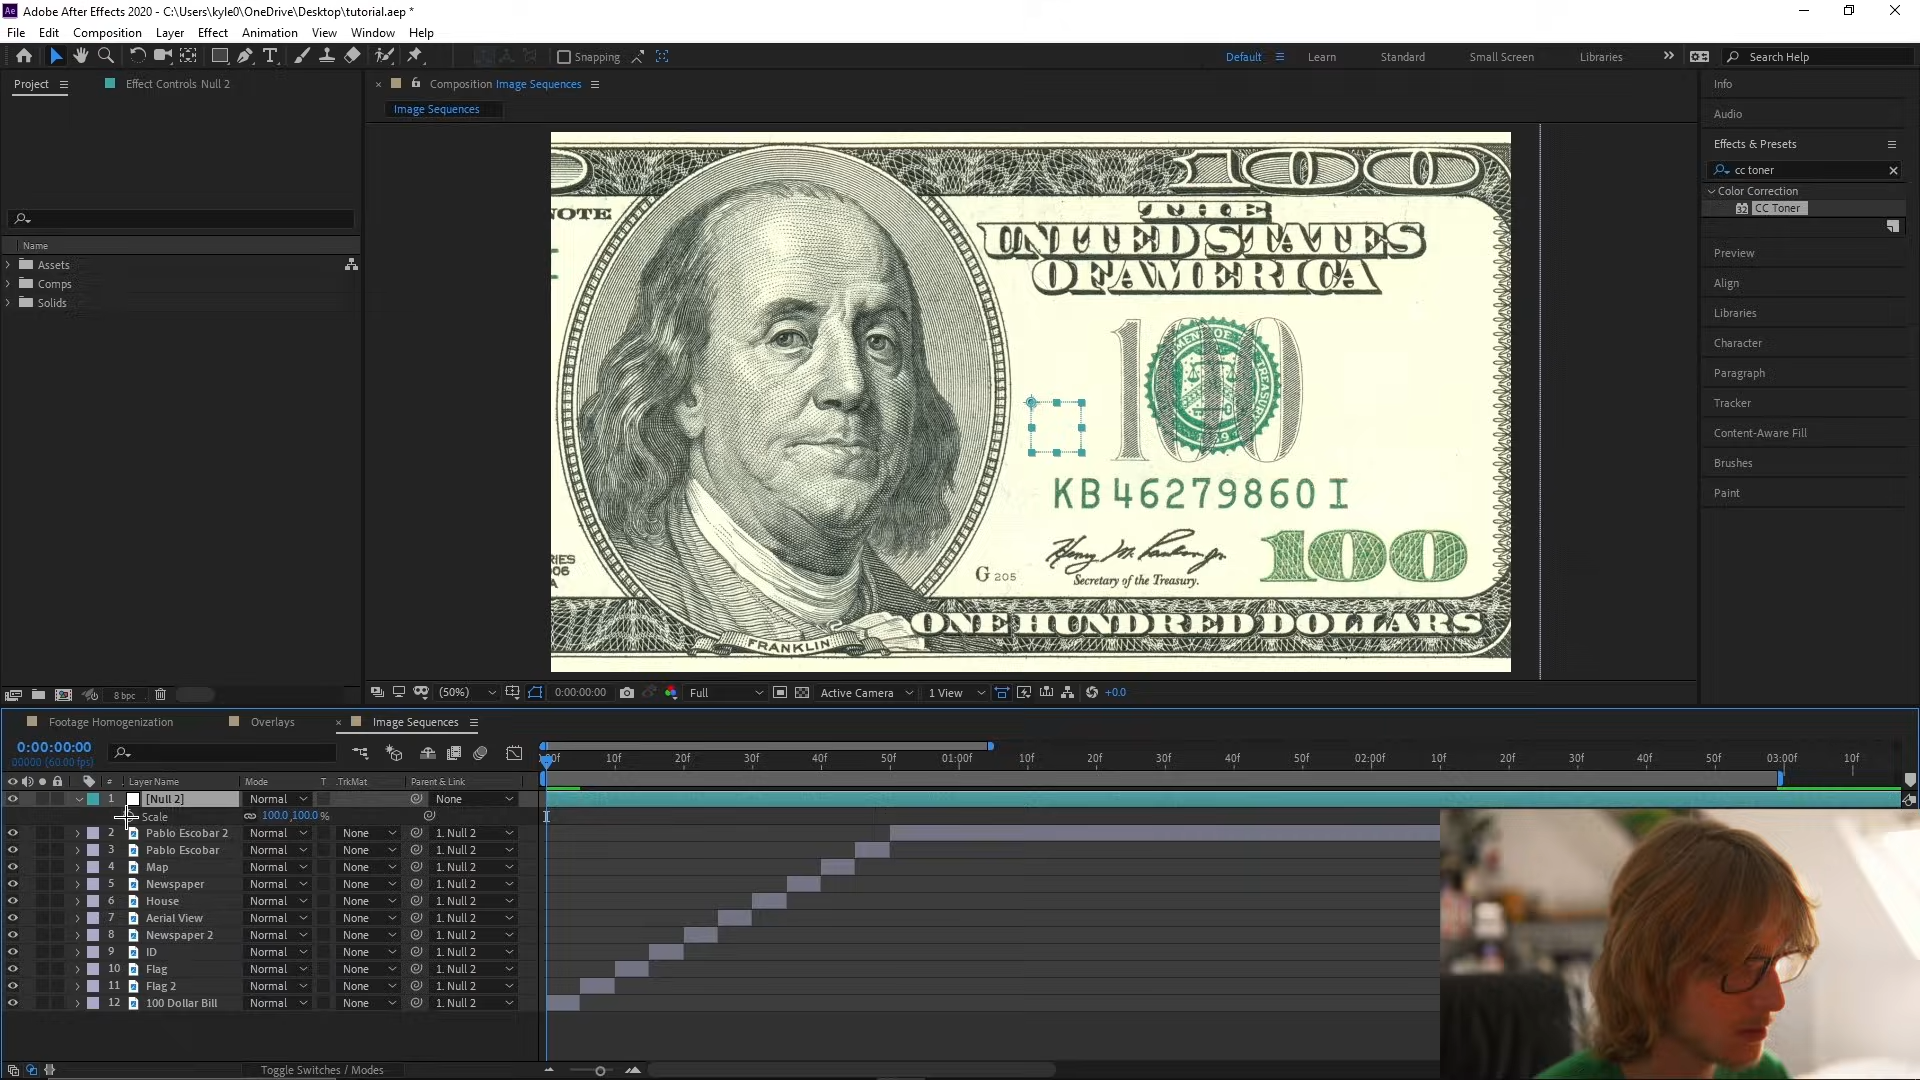 Adobe After Effects 2020 - C:\Users\kyle0\OneDrive\Desktop\tutorial.aep *
File Edit Composition Layer Effect Animation View Window Help
Snapping Default Learn Standard Small Screen Libraries Search Help
Project Effect Controls Null 2
Composition Image Sequences
Image Sequences
Name
Assets
Comps
Solids
8 bpc
100
NOTE
THE
UNITED STATES
OF AMERICA
100
KB 46279860 I
G 205
Secretary of the Treasury.
100
FRANKLIN
ONE HUNDRED DOLLARS
(50%) 0:00:00:00 Full Active Camera 1 View +0.0
Info
Audio
Effects & Presets
cc toner
Color Correction
32 CC Toner
Preview
Align
Libraries
Character
Paragraph
Tracker
Content-Aware Fill
Brushes
Paint
Footage Homogenization Overlays Image Sequences
0:00:00:00
00000 (60.00 fps)
10f 20f 30f 40f 50f 01:00f 10f 20f 30f 40f 50f 02:00f 10f 20f 30f 40f 50f 03:00f 10f
# Layer Name Mode T .TrkMat Parent & Link
1 [Null 2] Normal None
Scale 100.0,100.0 %
2 Pablo Escobar 2 Normal None 1. Null 2
3 Pablo Escobar Normal None 1. Null 2
4 Map Normal None 1. Null 2
5 Newspaper Normal None 1. Null 2
6 House Normal None 1. Null 2
7 Aerial View Normal None 1. Null 2
8 Newspaper 2 Normal None 1. Null 2
9 ID Normal None 1. Null 2
10 Flag Normal None 1. Null 2
11 Flag 2 Normal None 1. Null 2
12 100 Dollar Bill Normal None 1. Null 2
Toggle Switches / Modes